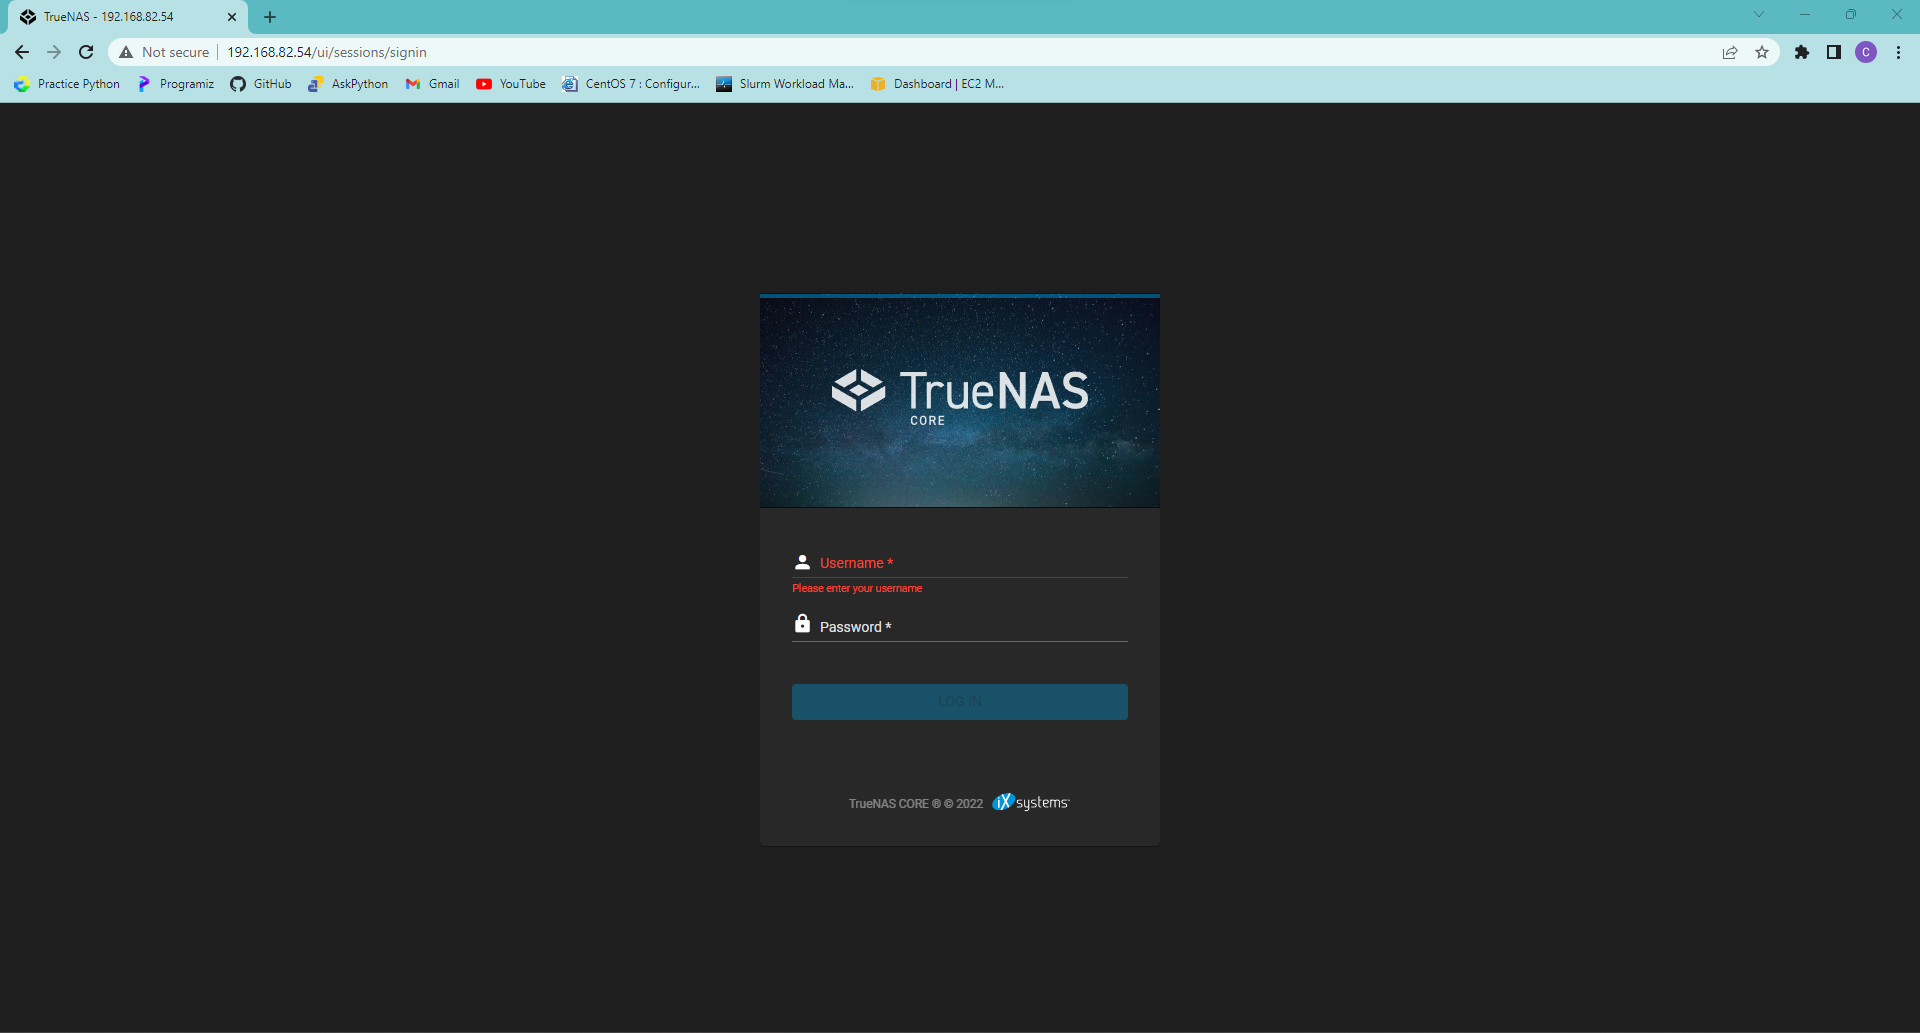 TrueNAS - 192.168.82.54
Not secure 192.168.82.54/ui/sessions/signin
C
Practice Python Programiz GitHub AskPython Gmail YouTube CentOS 7 : Configur... Slurm Workload Ma... Dashboard | EC2 M...
TrueNAS
CORE
Username *
Please enter your username
Password *
LOG IN
TrueNAS CORE ® © 2022 iXsystems